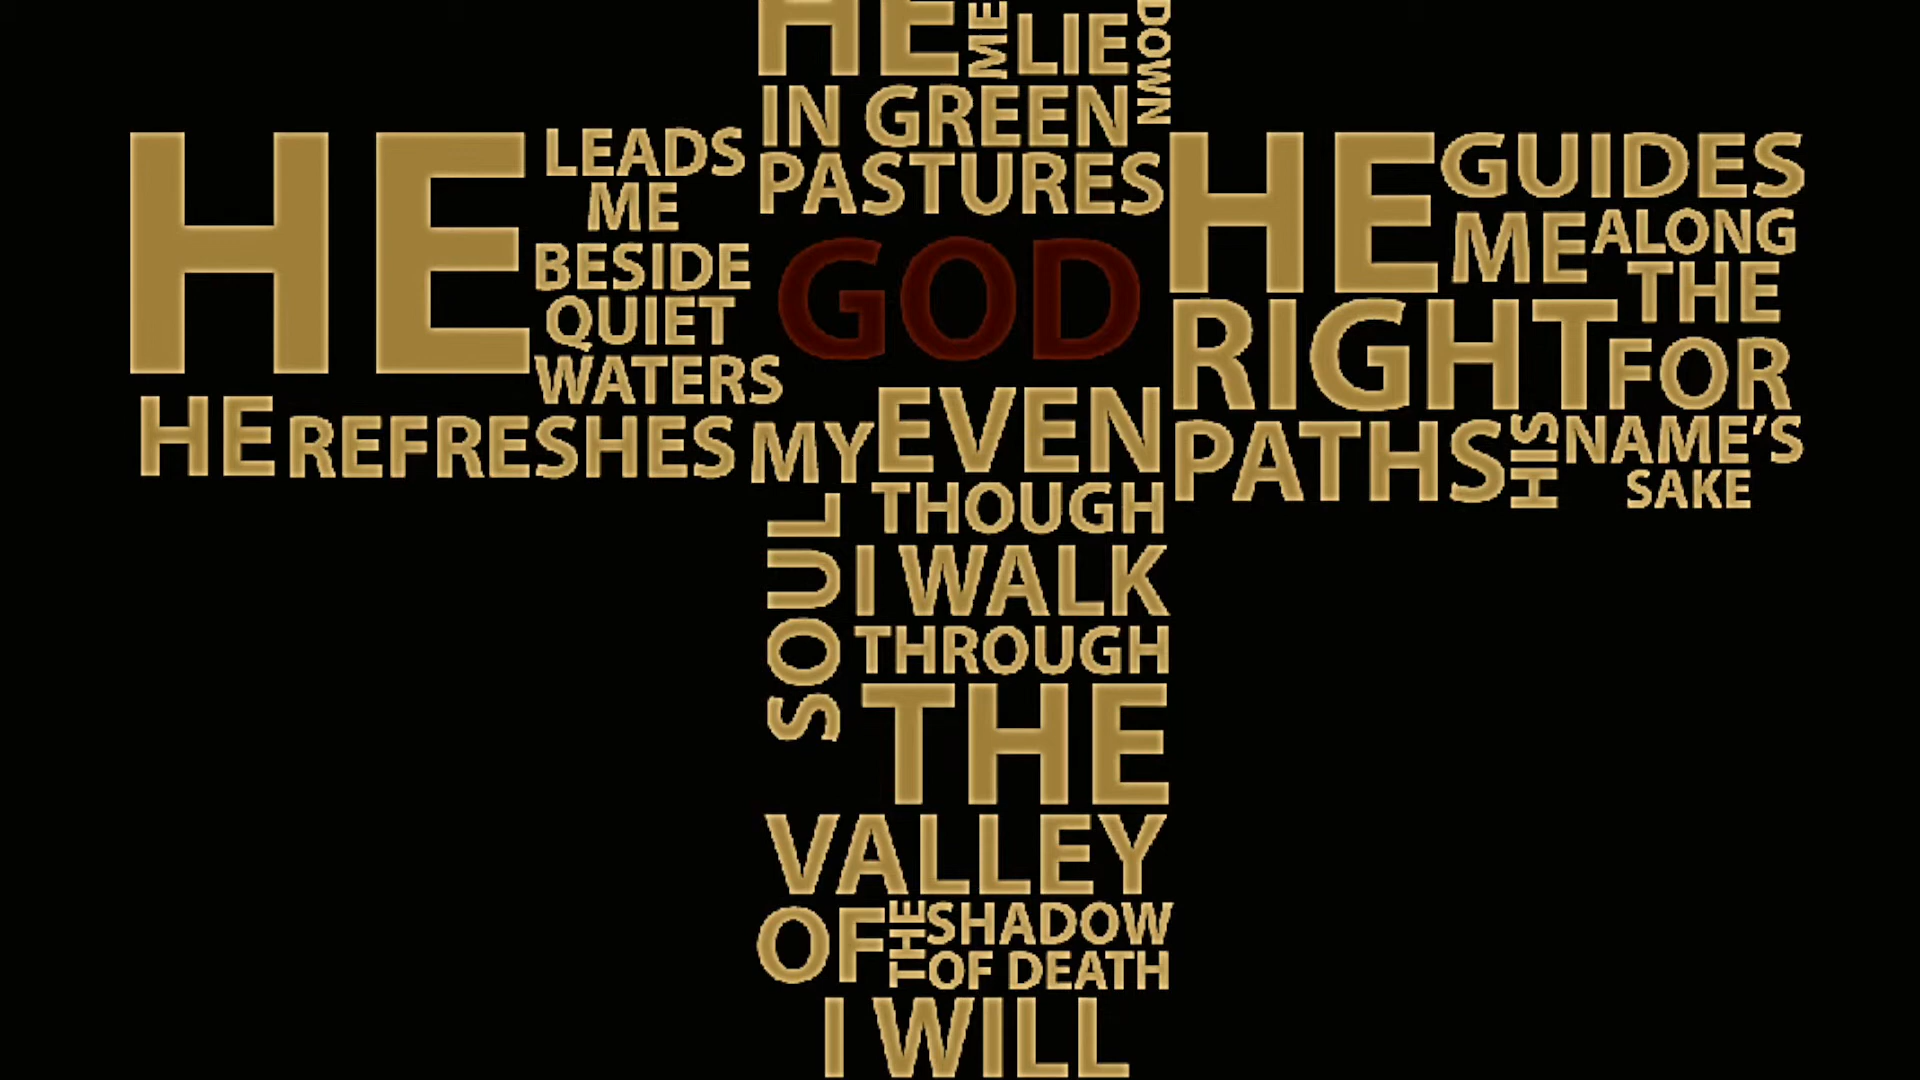 HE ME LIE DOWN
IN GREEN
PASTURES
HE LEADS
ME
BESIDE
QUIET
WATERS
HE REFRESHES MY
SOUL
GOD
HE GUIDES
ME ALONG
THE
RIGHT
PATHS
FOR
HIS NAME’S
SAKE
EVEN
THOUGH
I WALK
THROUGH
THE
VALLEY
OF THE SHADOW
OF DEATH
I WILL